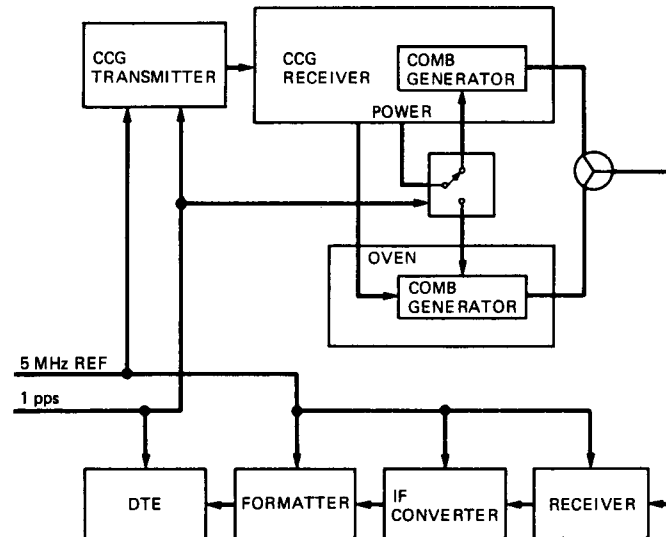 CCG
TRANSMITTER
CCG
RECEIVER
COMB
GENERATOR
POWER
OVEN
COMB
GENERATOR
5 MHz REF
1 pps
DTE
FORMATTER
IF
CONVERTER
RECEIVER